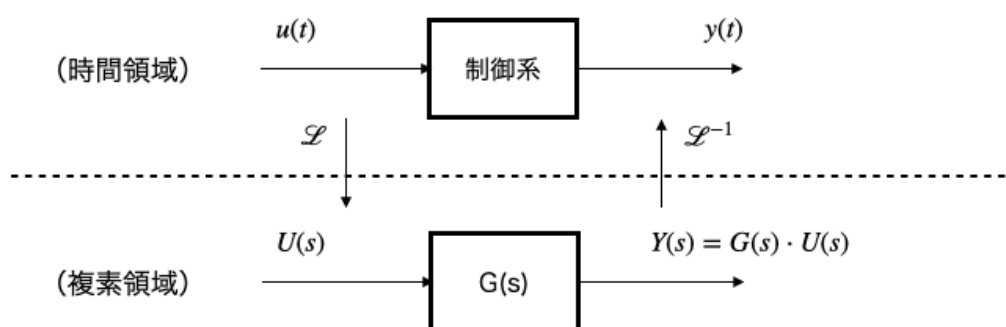 u(t)
y(t)
（時間領域）
制御系
ℒ
ℒ⁻¹
U(s)
Y(s) = G(s) · U(s)
（複素領域）
G(s)